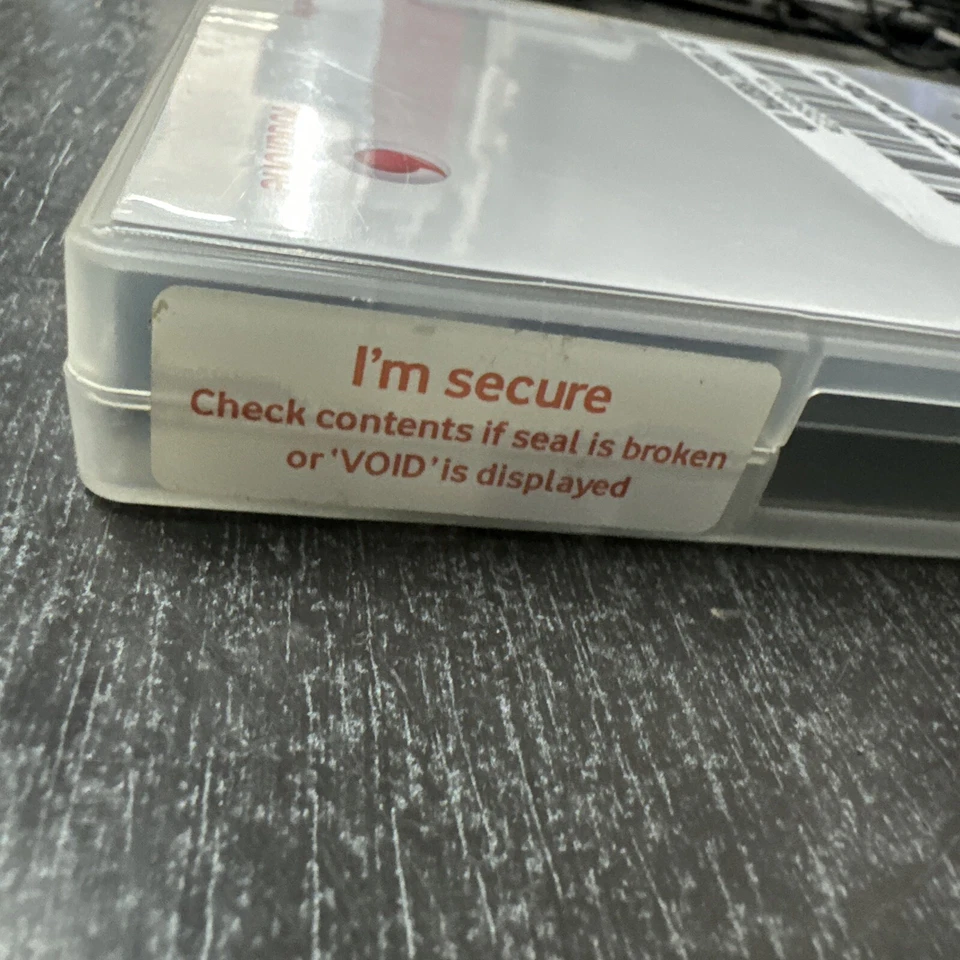 I'm secure
Check contents if seal is broken
or 'VOID' is displayed